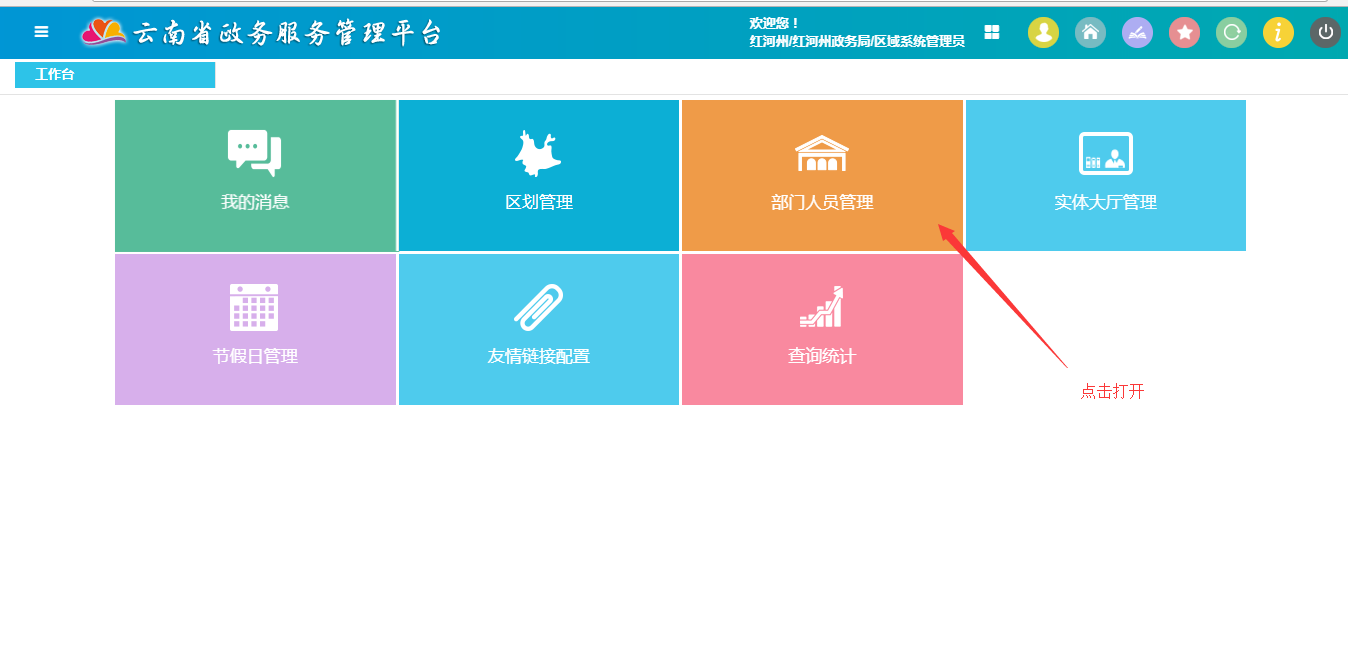 云南省政务服务管理平台
欢迎您！
红河州/红河州政务局/区域系统管理员
工作台
我的消息
区划管理
部门人员管理
实体大厅管理
节假日管理
友情链接配置
查询统计
点击打开